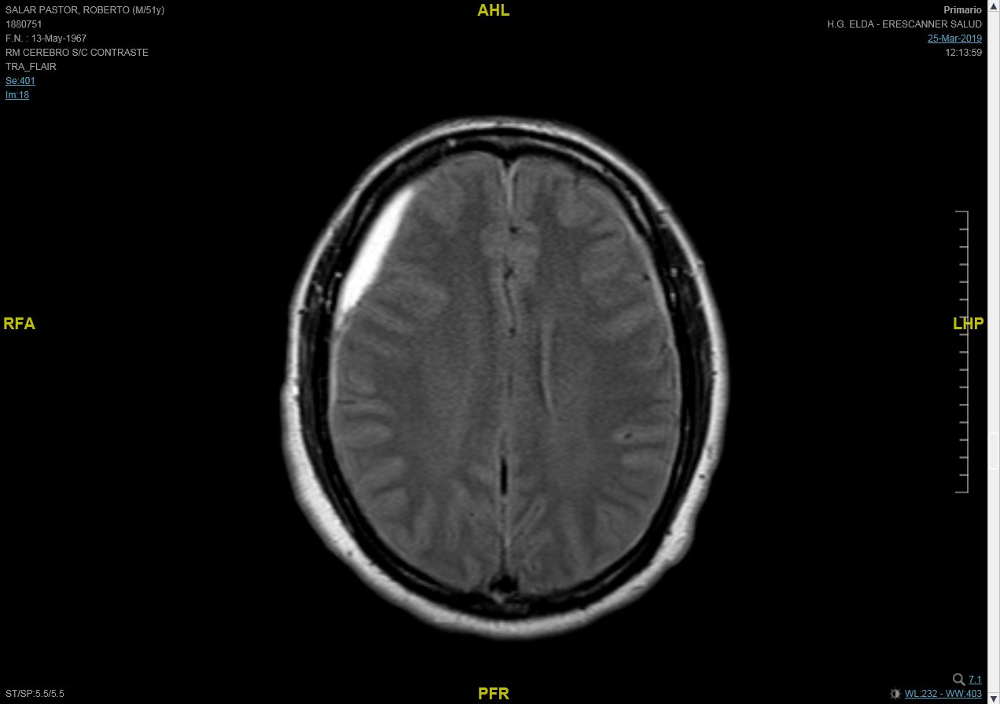 SALAR PASTOR, ROBERTO (M/51y)
1880751
F.N. : 13-May-1967
RM CEREBRO S/C CONTRASTE
TRA_FLAIR
Se:401
Im:18
AHL
Primario
H.G. ELDA - ERESCANNER SALUD
25-Mar-2019
12:13:59
RFA
LHP
ST/SP:5.5/5.5
PFR
7.1
WL:232 - WW:403